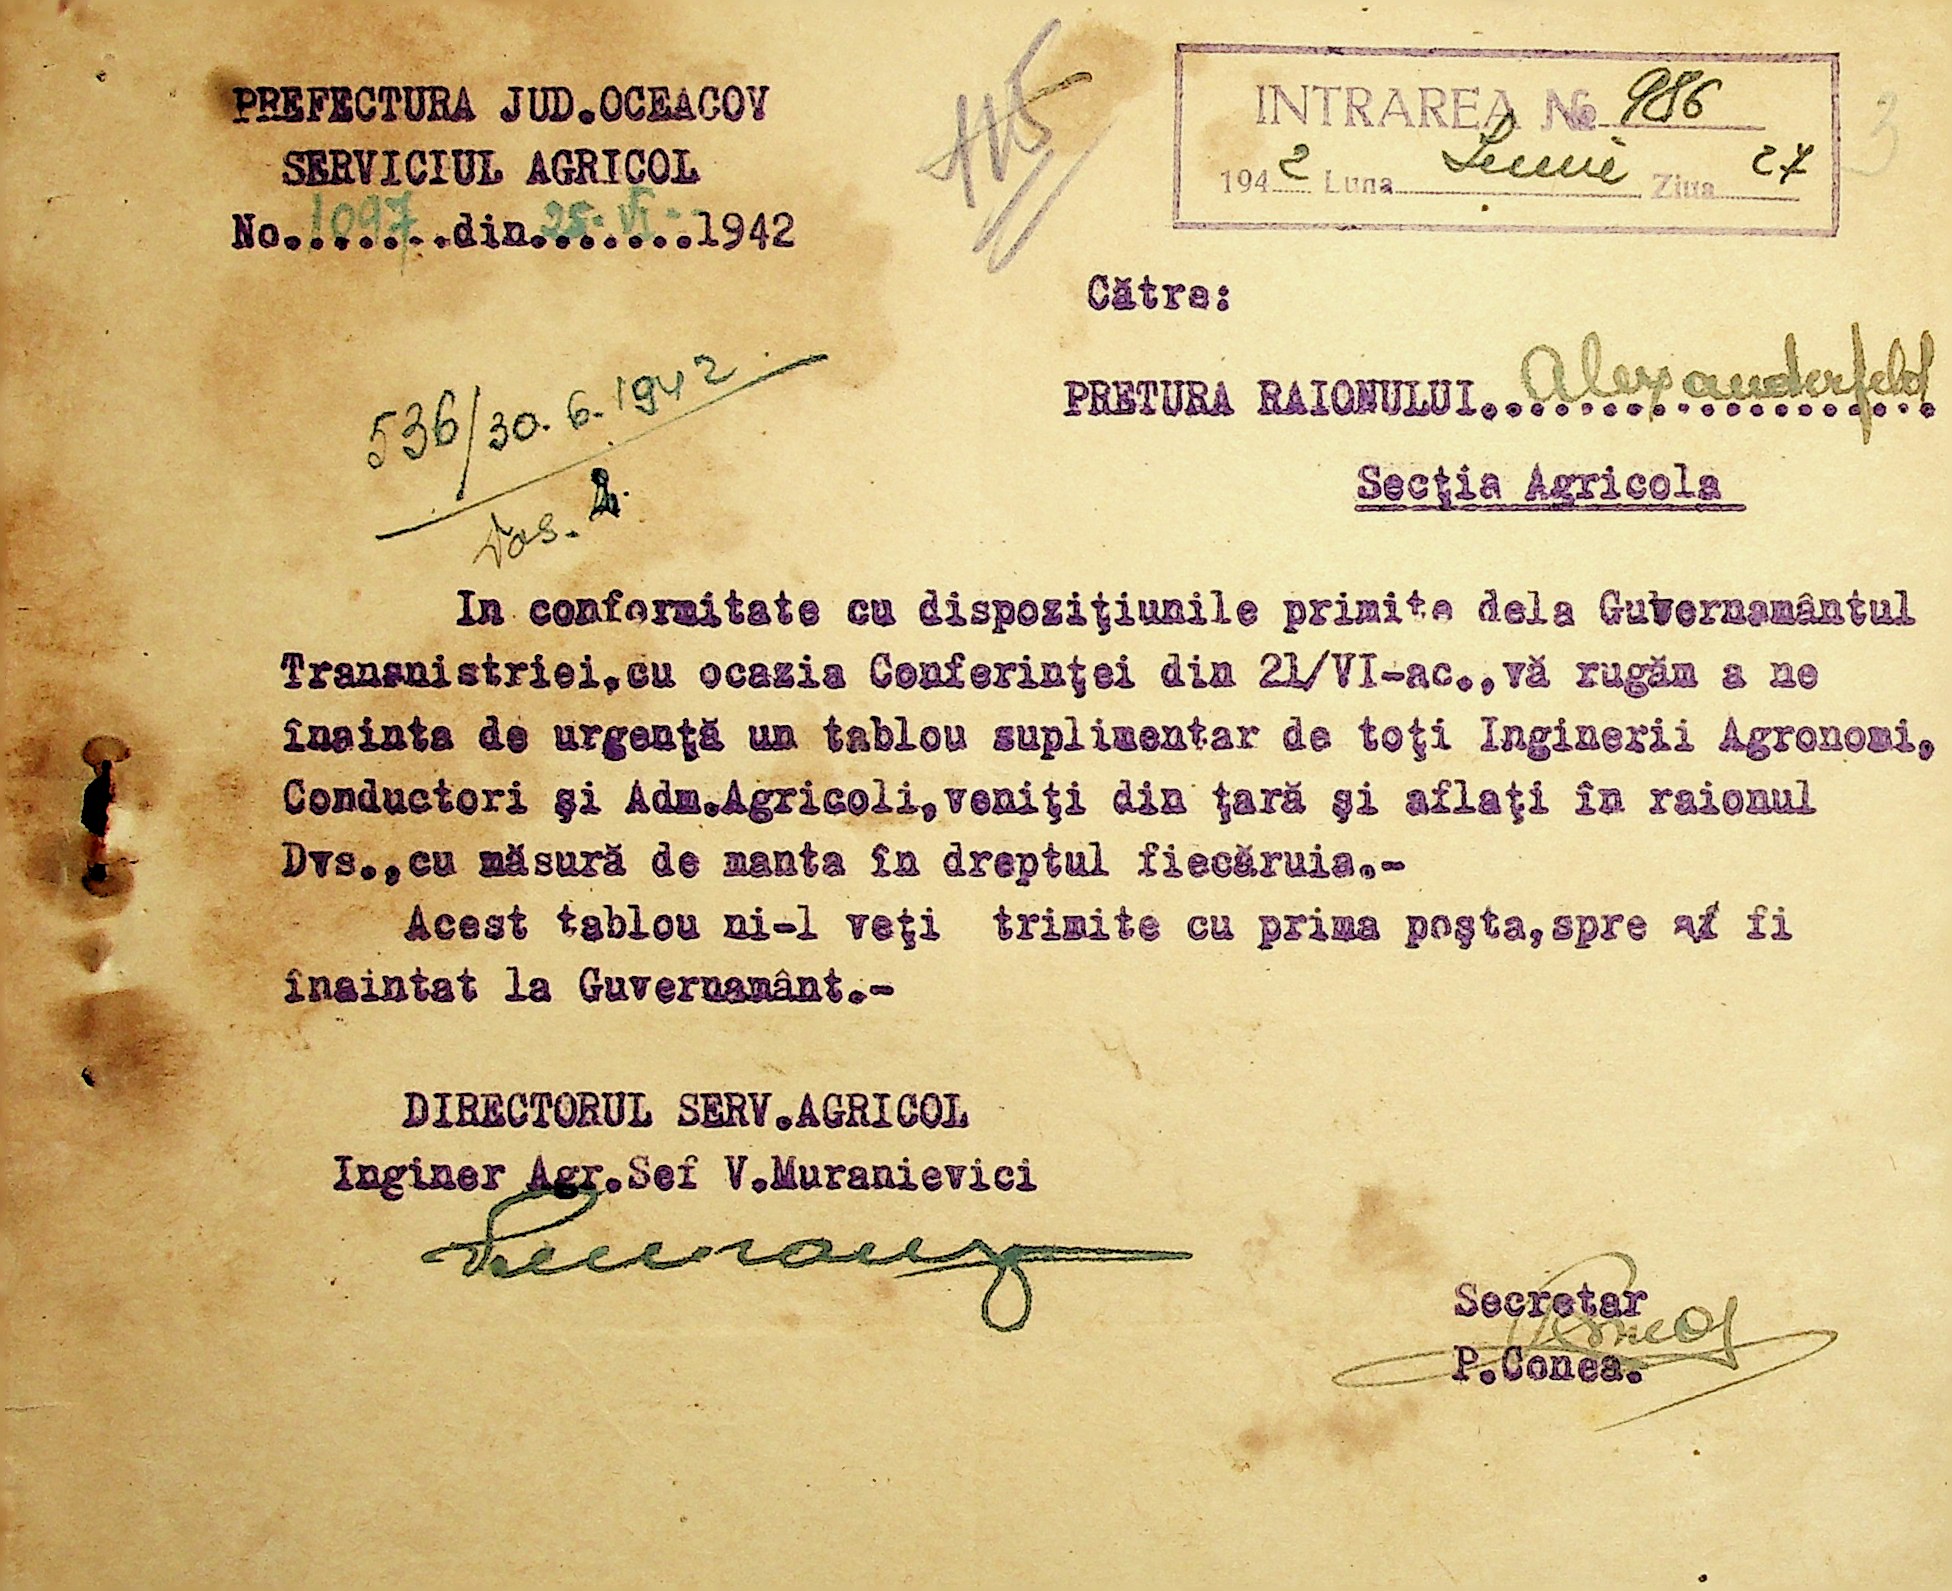 PREFECTURA JUD.OCEACOV
SERVICIUL AGRICOL
No. 1097 din 25.VI 1942
INTRAREA No 986
1942 Luna Iunie Ziua 27
3
Către:
PRETURA RAIONULUI Alexanderfeld
Secţia Agricola
536/30.6.1942
Dos. 2.
In conformitate cu dispoziţiunile primite dela Guvernamântul
Transnistriei,cu ocazia Conferinţei din 21/VI-ac.,vă rugăm a ne
înainta de urgenţă un tablou suplimentar de toţi Inginerii Agronomi,
Conductori şi Adm.Agricoli,veniţi din ţară şi aflaţi în raionul
Dvs.,cu măsură de manta în dreptul fiecăruia.-
Acest tablou ni-l veţi trimite cu prima poşta,spre a fi
înaintat la Guvernamânt.-
DIRECTORUL SERV.AGRICOL
Inginer Agr.Sef V.Muranievici
Secretar
P.Conea.